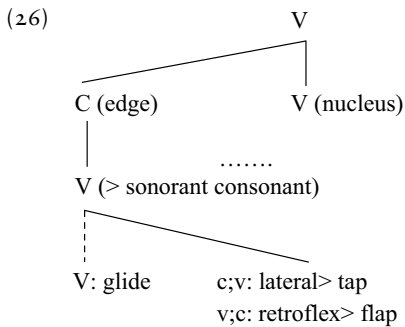 (26) V
C (edge) V (nucleus)
.......
V (> sonorant consonant)
V: glide c;v: lateral> tap
v;c: retroflex> flap